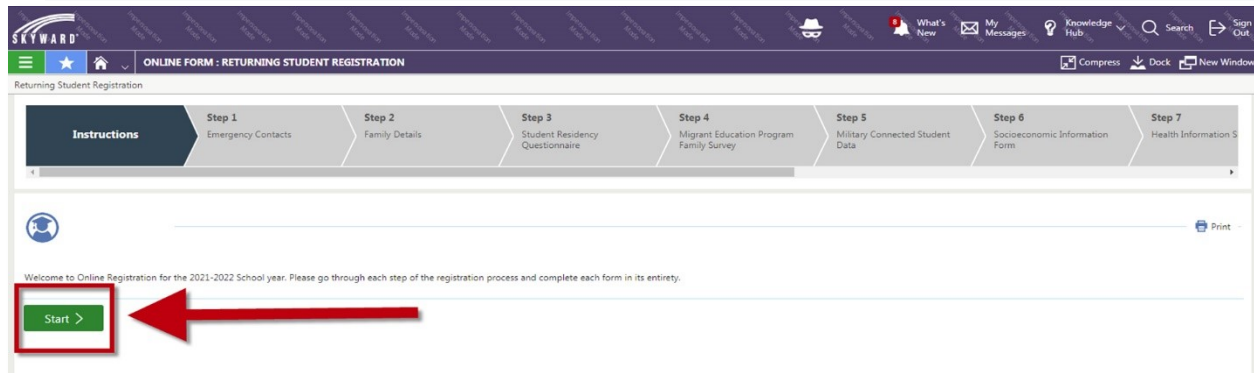 SKYWARD
8
What's New
My Messages
Knowledge Hub
Search
Sign Out
ONLINE FORM : RETURNING STUDENT REGISTRATION
Compress
Dock
New Window
Returning Student Registration
Instructions
Step 1
Emergency Contacts
Step 2
Family Details
Step 3
Student Residency
Questionnaire
Step 4
Migrant Education Program
Family Survey
Step 5
Military Connected Student
Data
Step 6
Socioeconomic Information
Form
Step 7
Health Information S
Print
Welcome to Online Registration for the 2021-2022 School year. Please go through each step of the registration process and complete each form in its entirety.
Start >